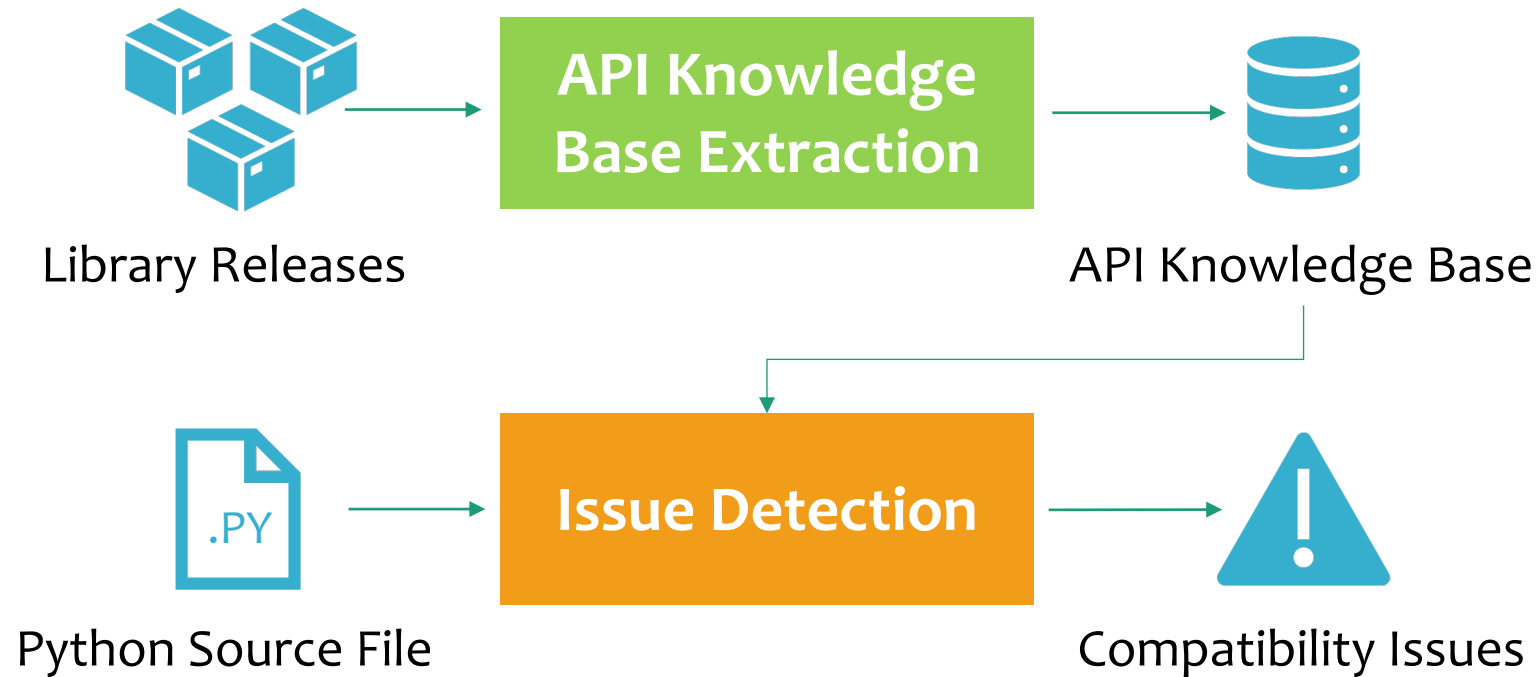 API Knowledge
Base Extraction
Library Releases
API Knowledge Base
.PY
Issue Detection
Python Source File
Compatibility Issues